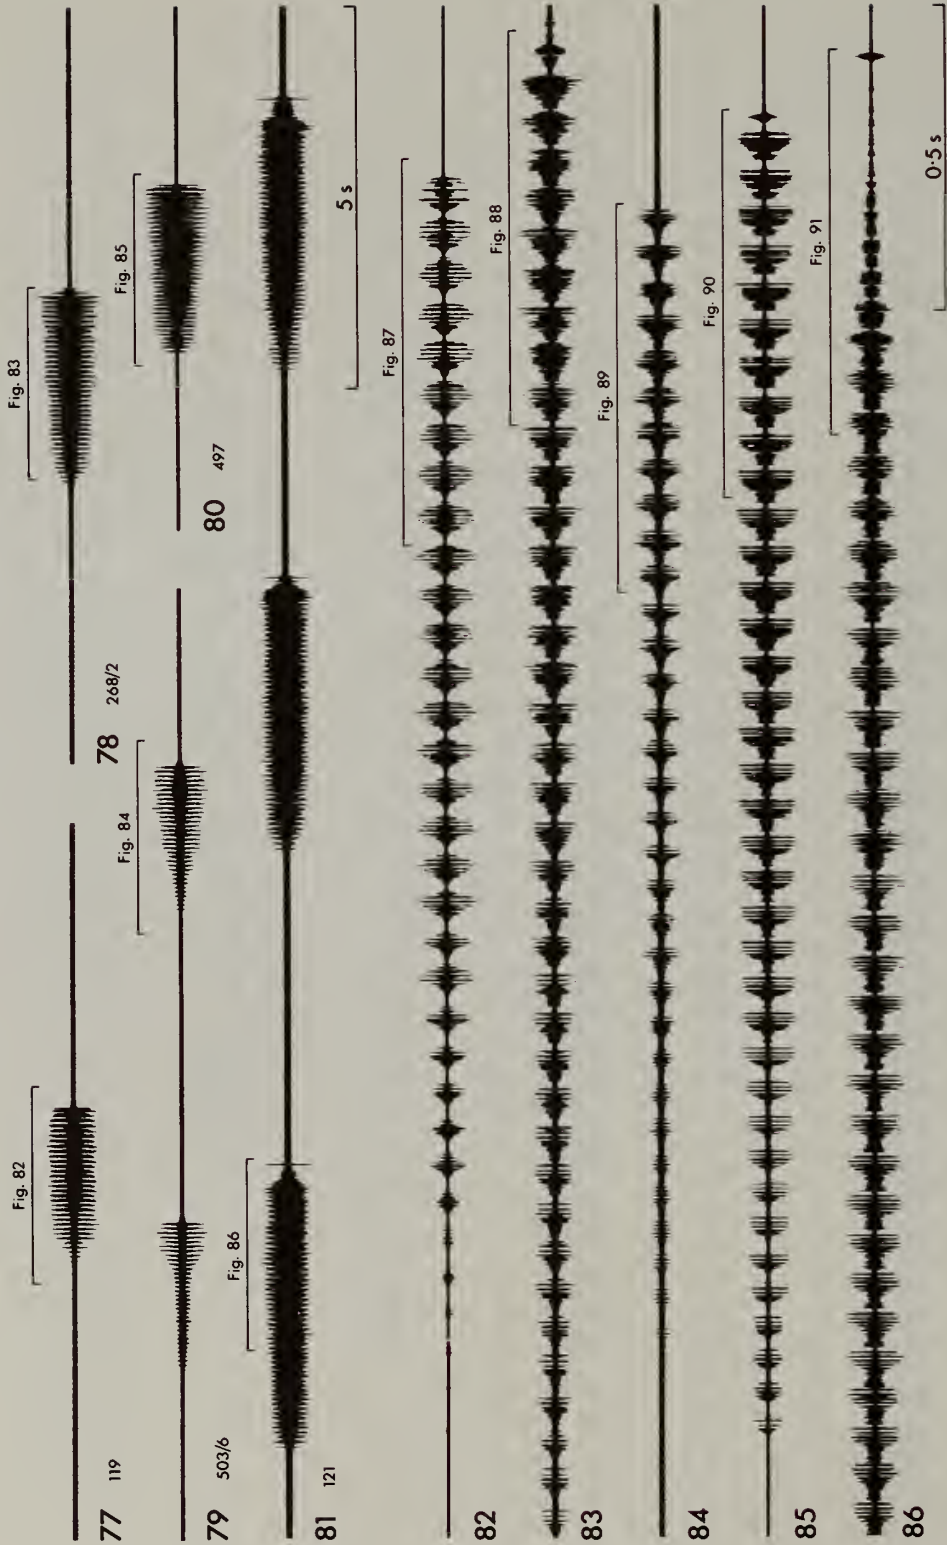 Fig. 82
Fig. 83
77 119
78 268/2
Fig. 84
Fig. 85
79 503/6
80 497
Fig. 86
5 s
81 121
Fig. 87
82
Fig. 88
83
Fig. 89
84
Fig. 90
85
Fig. 91
0·5 s
86